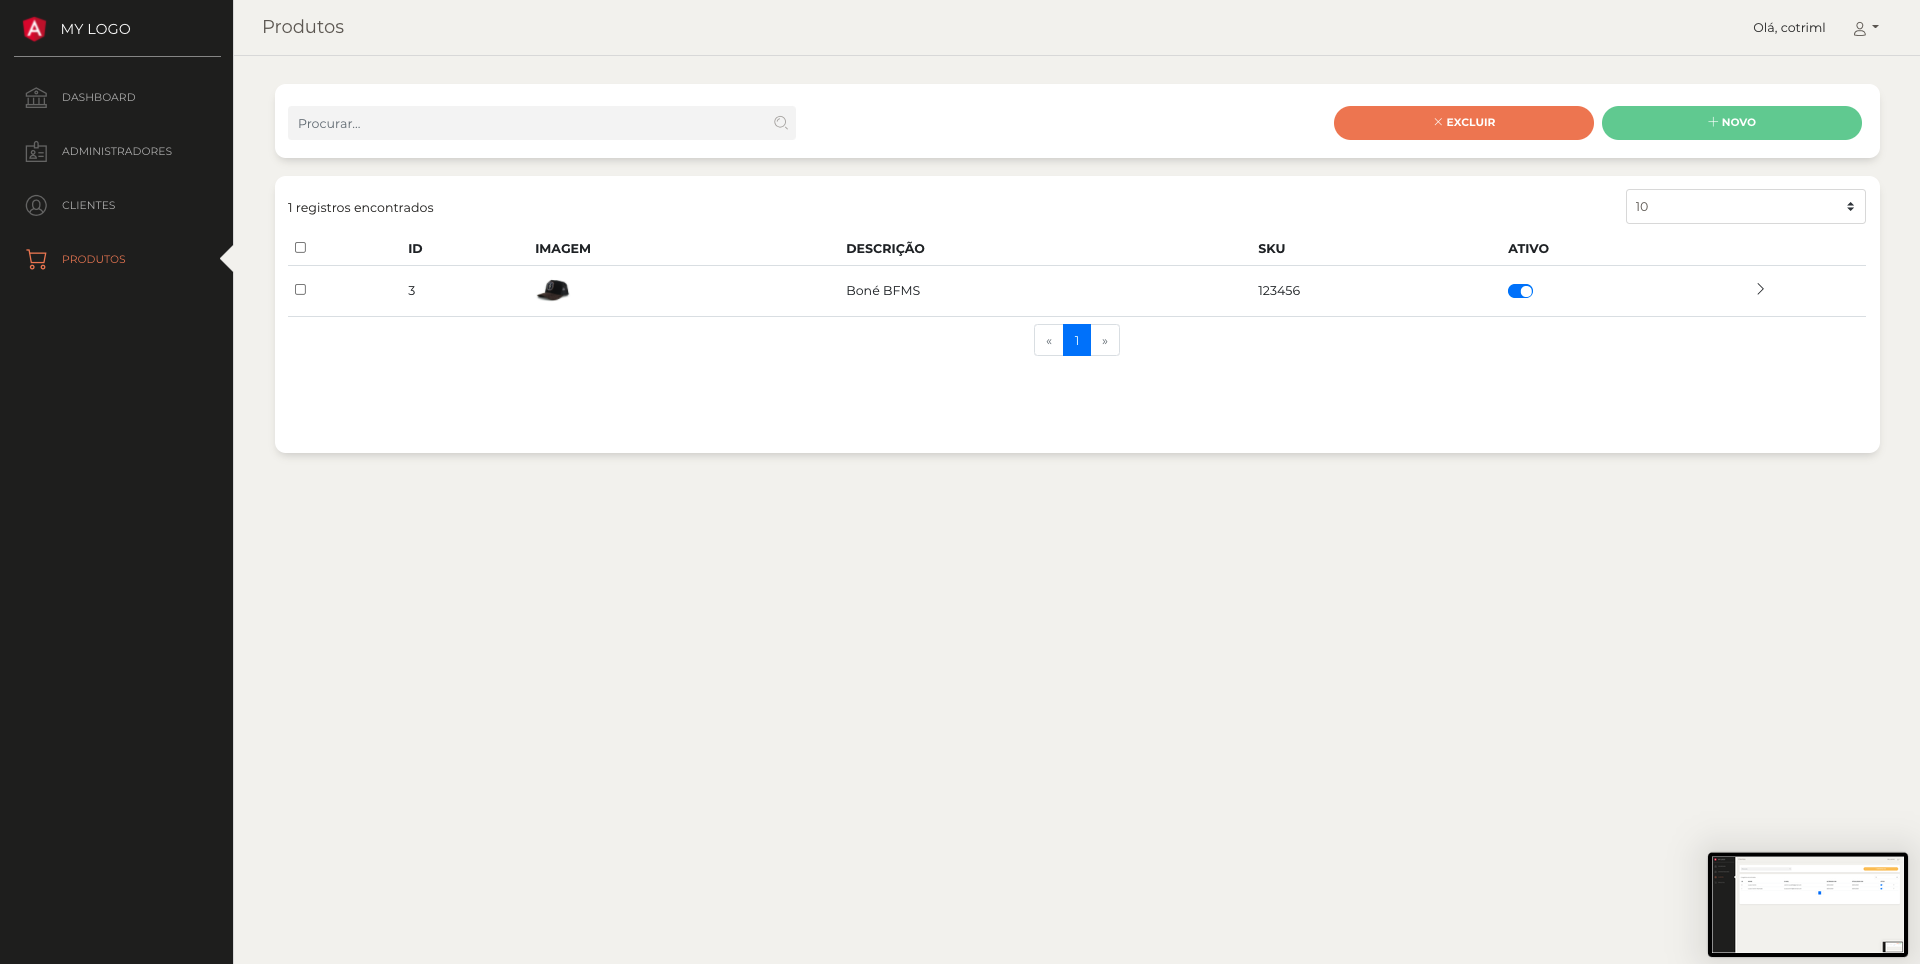 MY LOGO
Produtos
Olá, cotriml
DASHBOARD
ADMINISTRADORES
CLIENTES
PRODUTOS
Procurar...
EXCLUIR
NOVO
1 registros encontrados
10
ID IMAGEM DESCRIÇÃO SKU ATIVO
3 Boné BFMS 123456
« 1 »